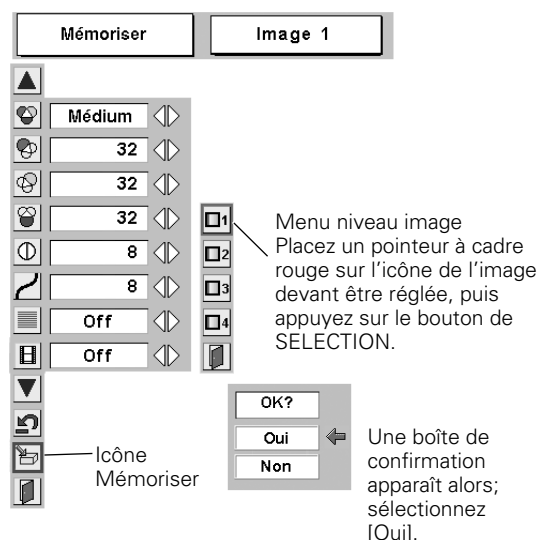 Mémoriser
Image 1
Médium
32
32
32
8
8
Off
Off
1
2
3
4
Menu niveau image
Placez un pointeur à cadre
rouge sur l'icône de l'image
devant être réglée, puis
appuyez sur le bouton de
SELECTION.
OK?
Oui
Non
Icône
Mémoriser
Une boîte de
confirmation
apparaît alors;
sélectionnez
[Oui].